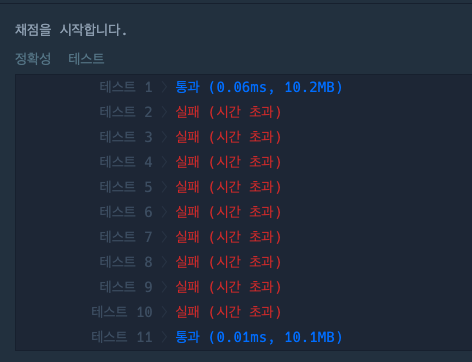 채점을 시작합니다.
정확성 테스트
테스트 1 > 통과 (0.06ms, 10.2MB)
테스트 2 > 실패 (시간 초과)
테스트 3 > 실패 (시간 초과)
테스트 4 > 실패 (시간 초과)
테스트 5 > 실패 (시간 초과)
테스트 6 > 실패 (시간 초과)
테스트 7 > 실패 (시간 초과)
테스트 8 > 실패 (시간 초과)
테스트 9 > 실패 (시간 초과)
테스트 10 > 실패 (시간 초과)
테스트 11 > 통과 (0.01ms, 10.1MB)